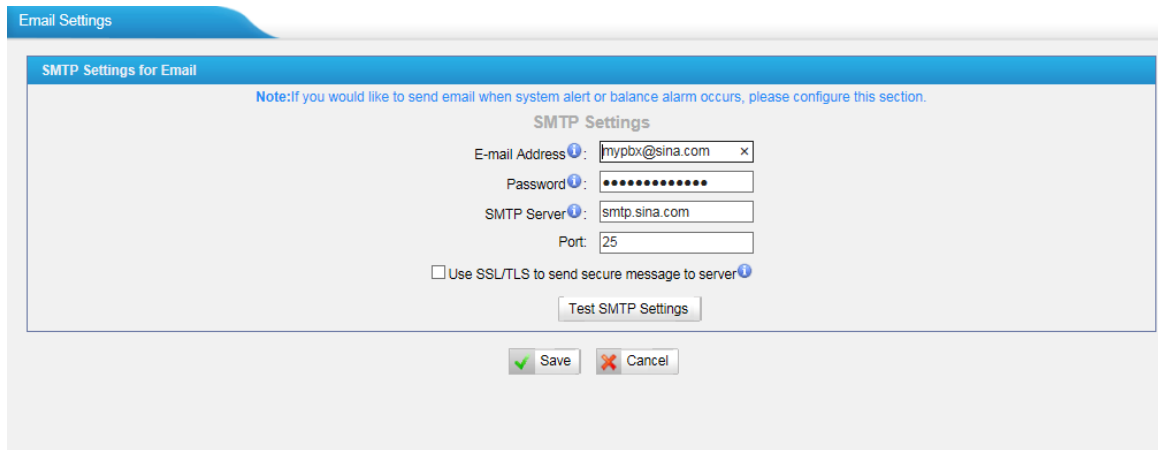 Email Settings
SMTP Settings for Email
Note:If you would like to send email when system alert or balance alarm occurs, please configure this section.
SMTP Settings
E-mail Address i : mypbx@sina.com ×
Password i : •••••••••••••
SMTP Server i : smtp.sina.com
Port: 25
Use SSL/TLS to send secure message to server i
Test SMTP Settings
Save Cancel